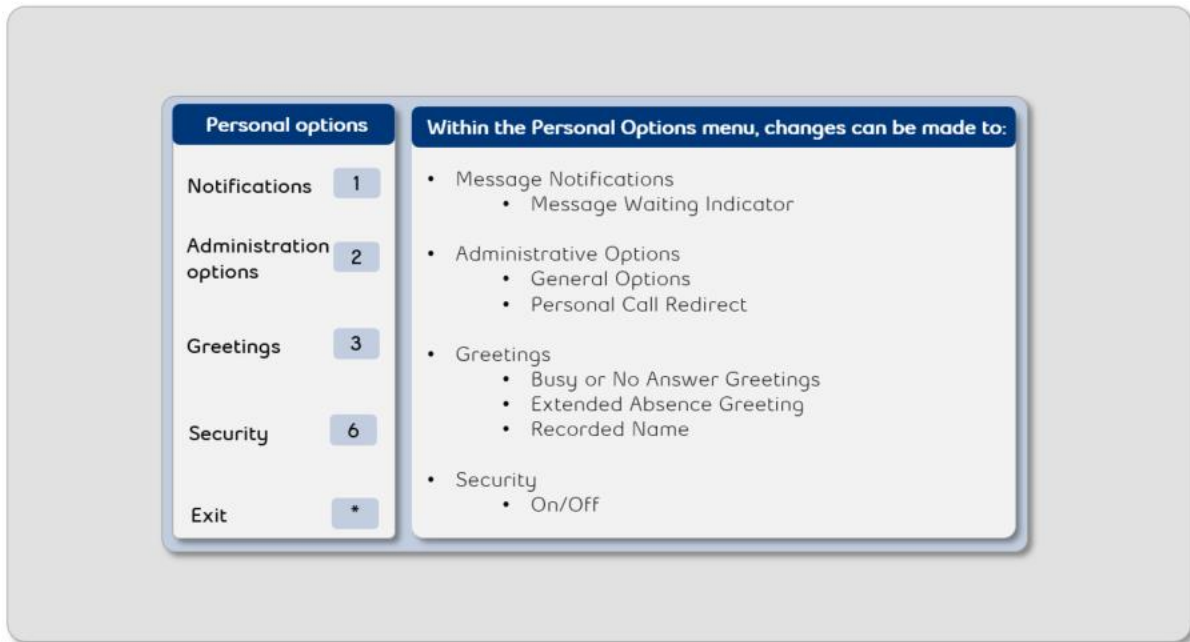 Personal options
Notifications 1
Administration
options 2
Greetings 3
Security 6
Exit *
Within the Personal Options menu, changes can be made to:
• Message Notifications
• Message Waiting Indicator
• Administrative Options
• General Options
• Personal Call Redirect
• Greetings
• Busy or No Answer Greetings
• Extended Absence Greeting
• Recorded Name
• Security
• On/Off